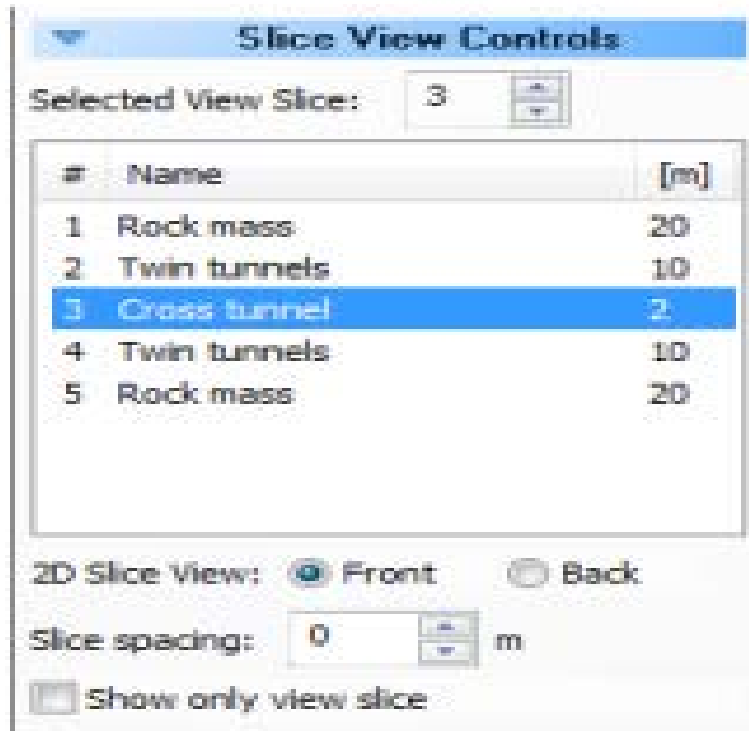 Slice View Controls
Selected View Slice: 3
# Name [m]
1 Rock mass 20
2 Twin tunnels 10
3 Cross tunnel 2
4 Twin tunnels 10
5 Rock mass 20
2D Slice View: Front Back
Slice spacing: 0 m
Show only view slice